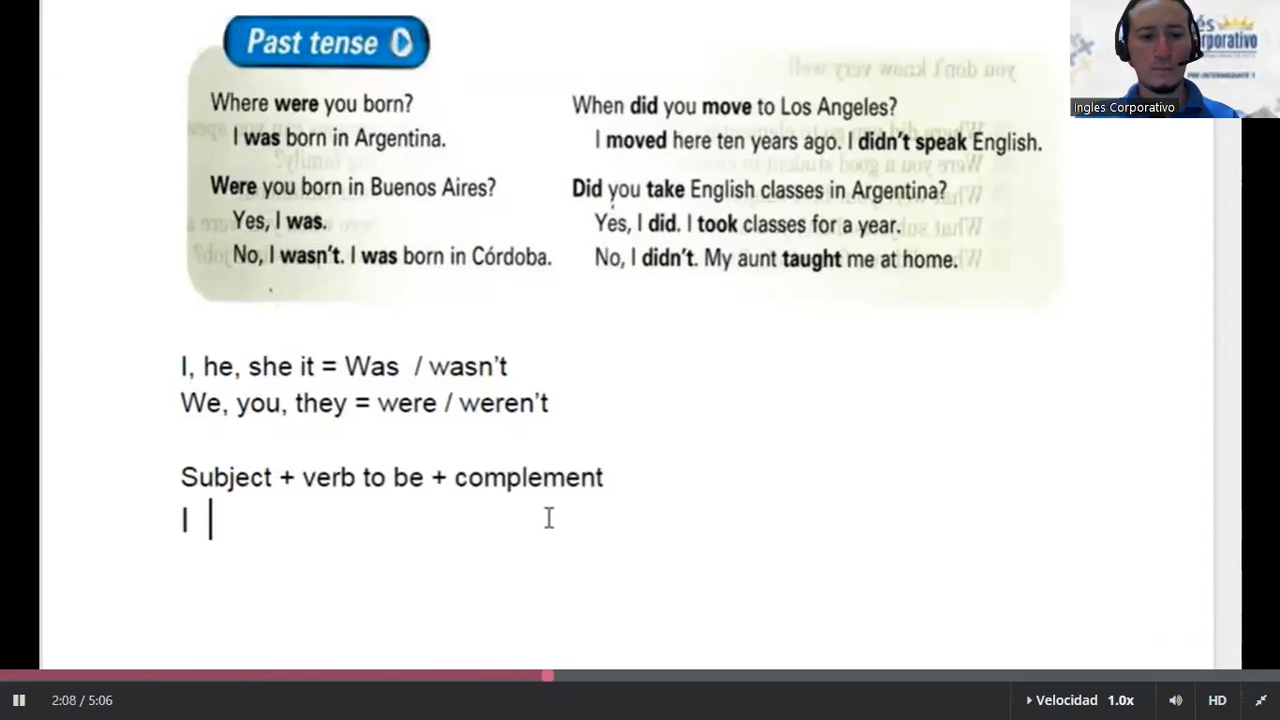 Past tense
Where were you born?
I was born in Argentina.
Were you born in Buenos Aires?
Yes, I was.
No, I wasn't. I was born in Córdoba.
When did you move to Los Angeles?
I moved here ten years ago. I didn't speak English.
Did you take English classes in Argentina?
Yes, I did. I took classes for a year.
No, I didn't. My aunt taught me at home.
I, he, she it = Was / wasn't
We, you, they = were / weren't
Subject + verb to be + complement
I
Ingles Corporativo
2:08 / 5:06
Velocidad 1.0x
HD